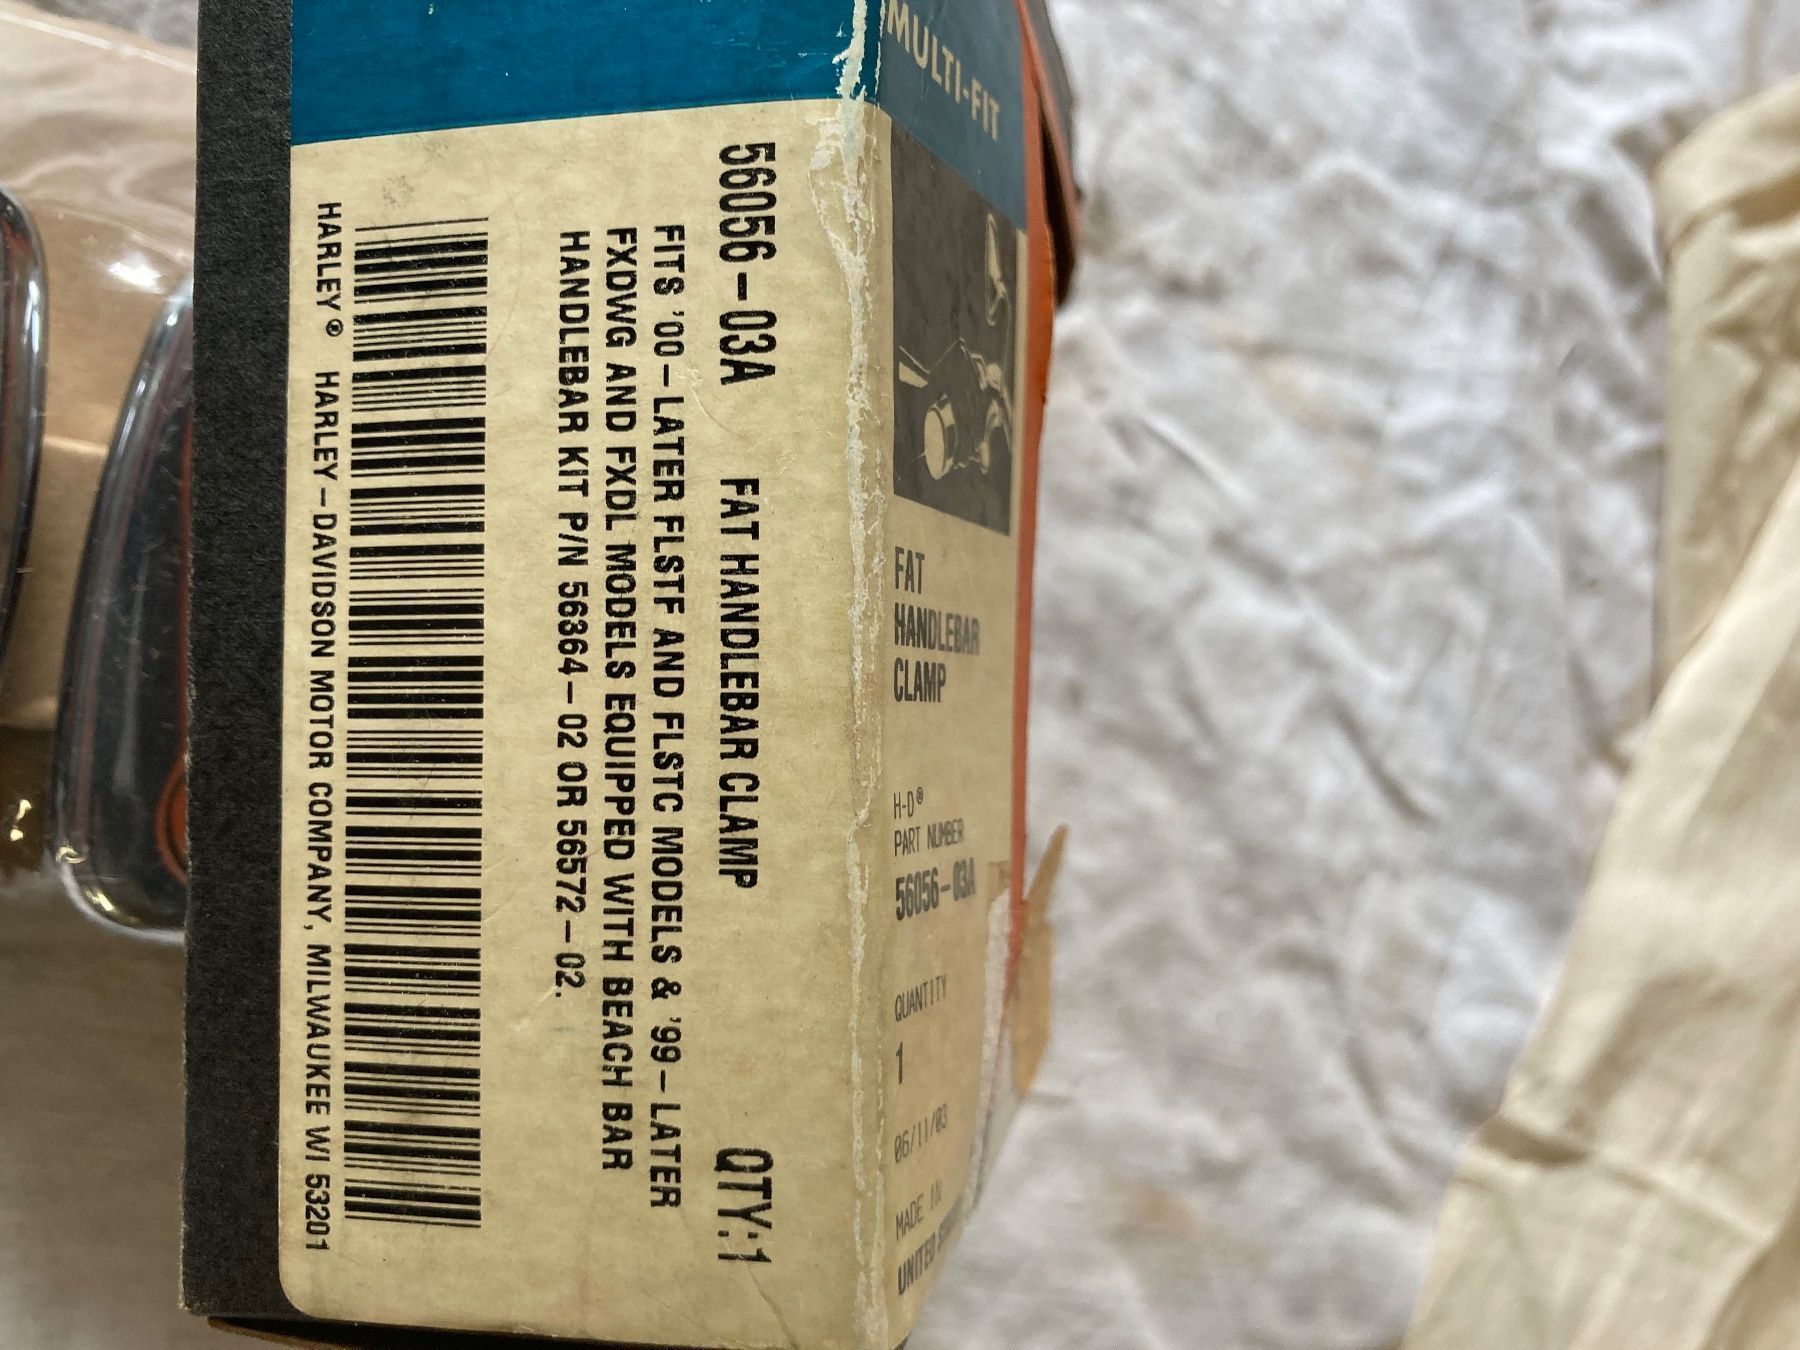 56056-03A FAT HANDLEBAR CLAMP QTY:1
FITS '00-LATER FLSTF AND FLSTC MODELS & '99-LATER
FXDWG AND FXDL MODELS EQUIPPED WITH BEACH BAR
HANDLEBAR KIT P/N 56364-02 OR 56572-02.
HARLEY® HARLEY-DAVIDSON MOTOR COMPANY, MILWAUKEE WI 53201
MULTI-FIT
FAT
HANDLEBAR
CLAMP
H-D®
PART NUMBER
56056-03A
QUANTITY
1
06/11/03
MADE IN
UNITED